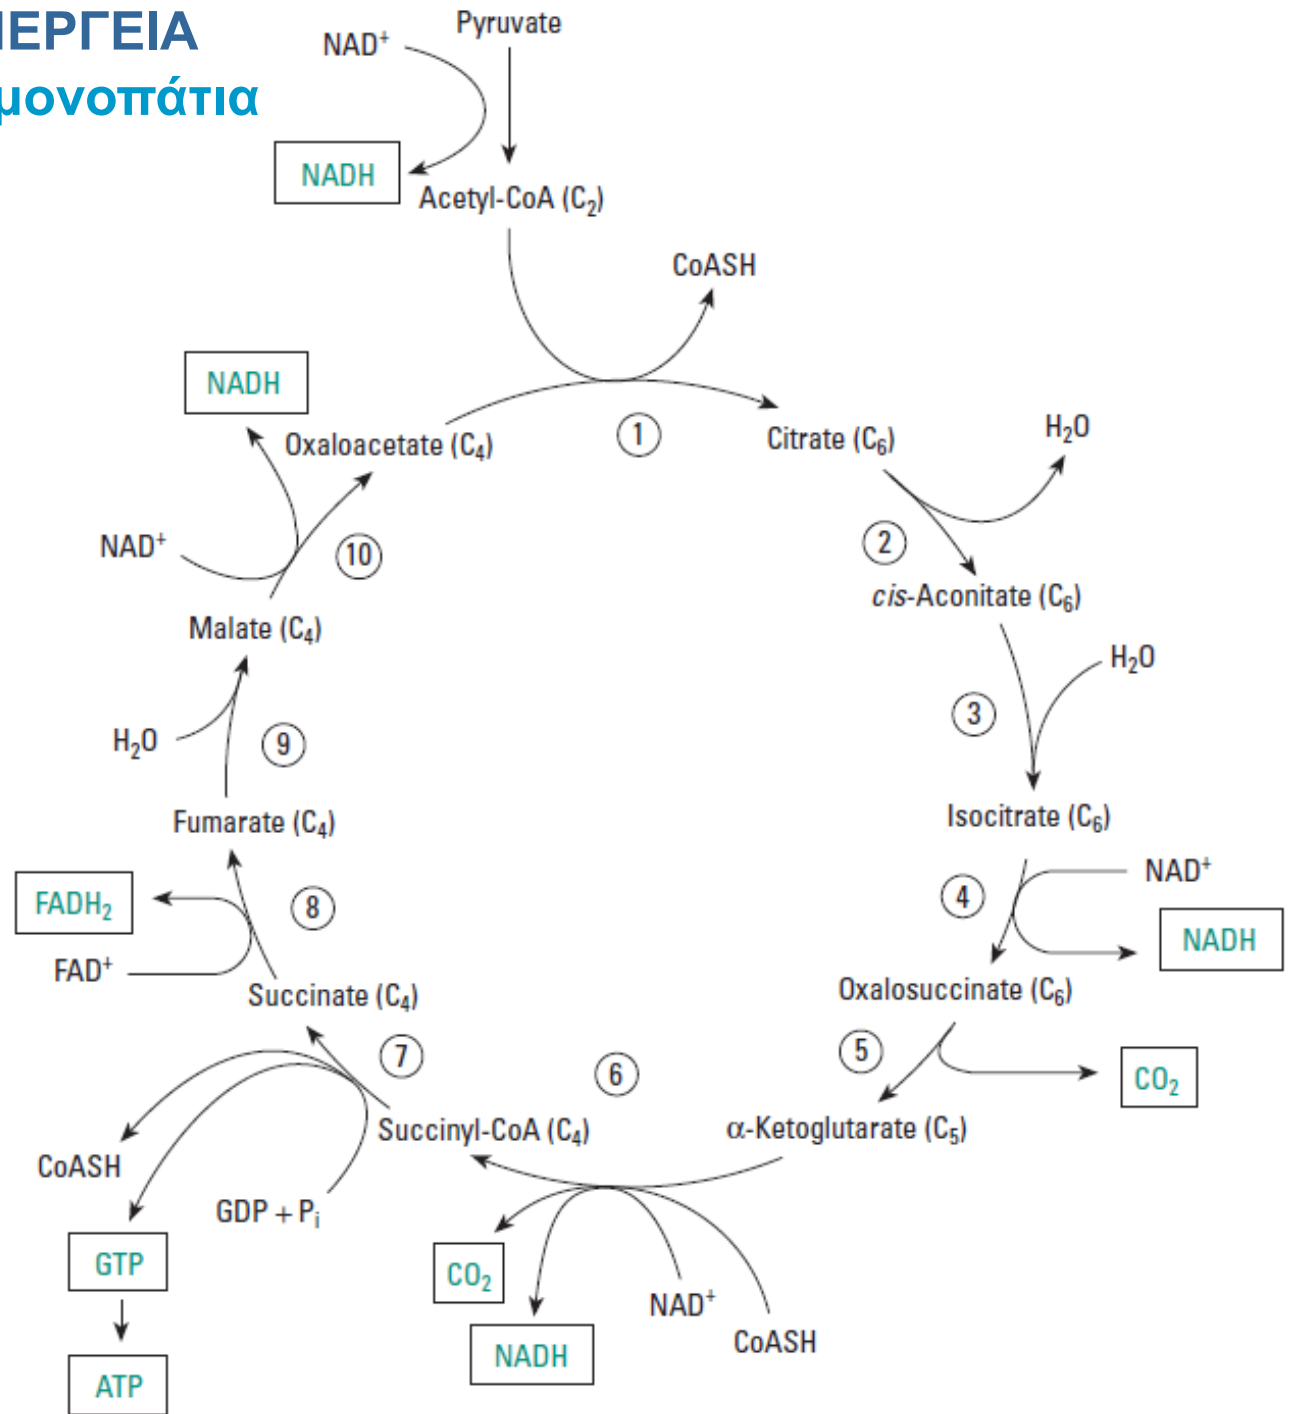 ΕΡΓΕΙΑ
μονοπάτια
Pyruvate
NAD⁺
NADH
Acetyl-CoA (C₂)
CoASH
NADH
Oxaloacetate (C₄)
1
Citrate (C₆)
H₂O
NAD⁺
10
2
cis-Aconitate (C₆)
Malate (C₄)
H₂O
3
H₂O
9
Isocitrate (C₆)
Fumarate (C₄)
NAD⁺
4
FADH₂
8
NADH
FAD⁺
Succinate (C₄)
Oxalosuccinate (C₆)
7
6
5
CO₂
Succinyl-CoA (C₄)
α-Ketoglutarate (C₅)
CoASH
GDP + Pᵢ
GTP
CO₂
NAD⁺
CoASH
NADH
ATP